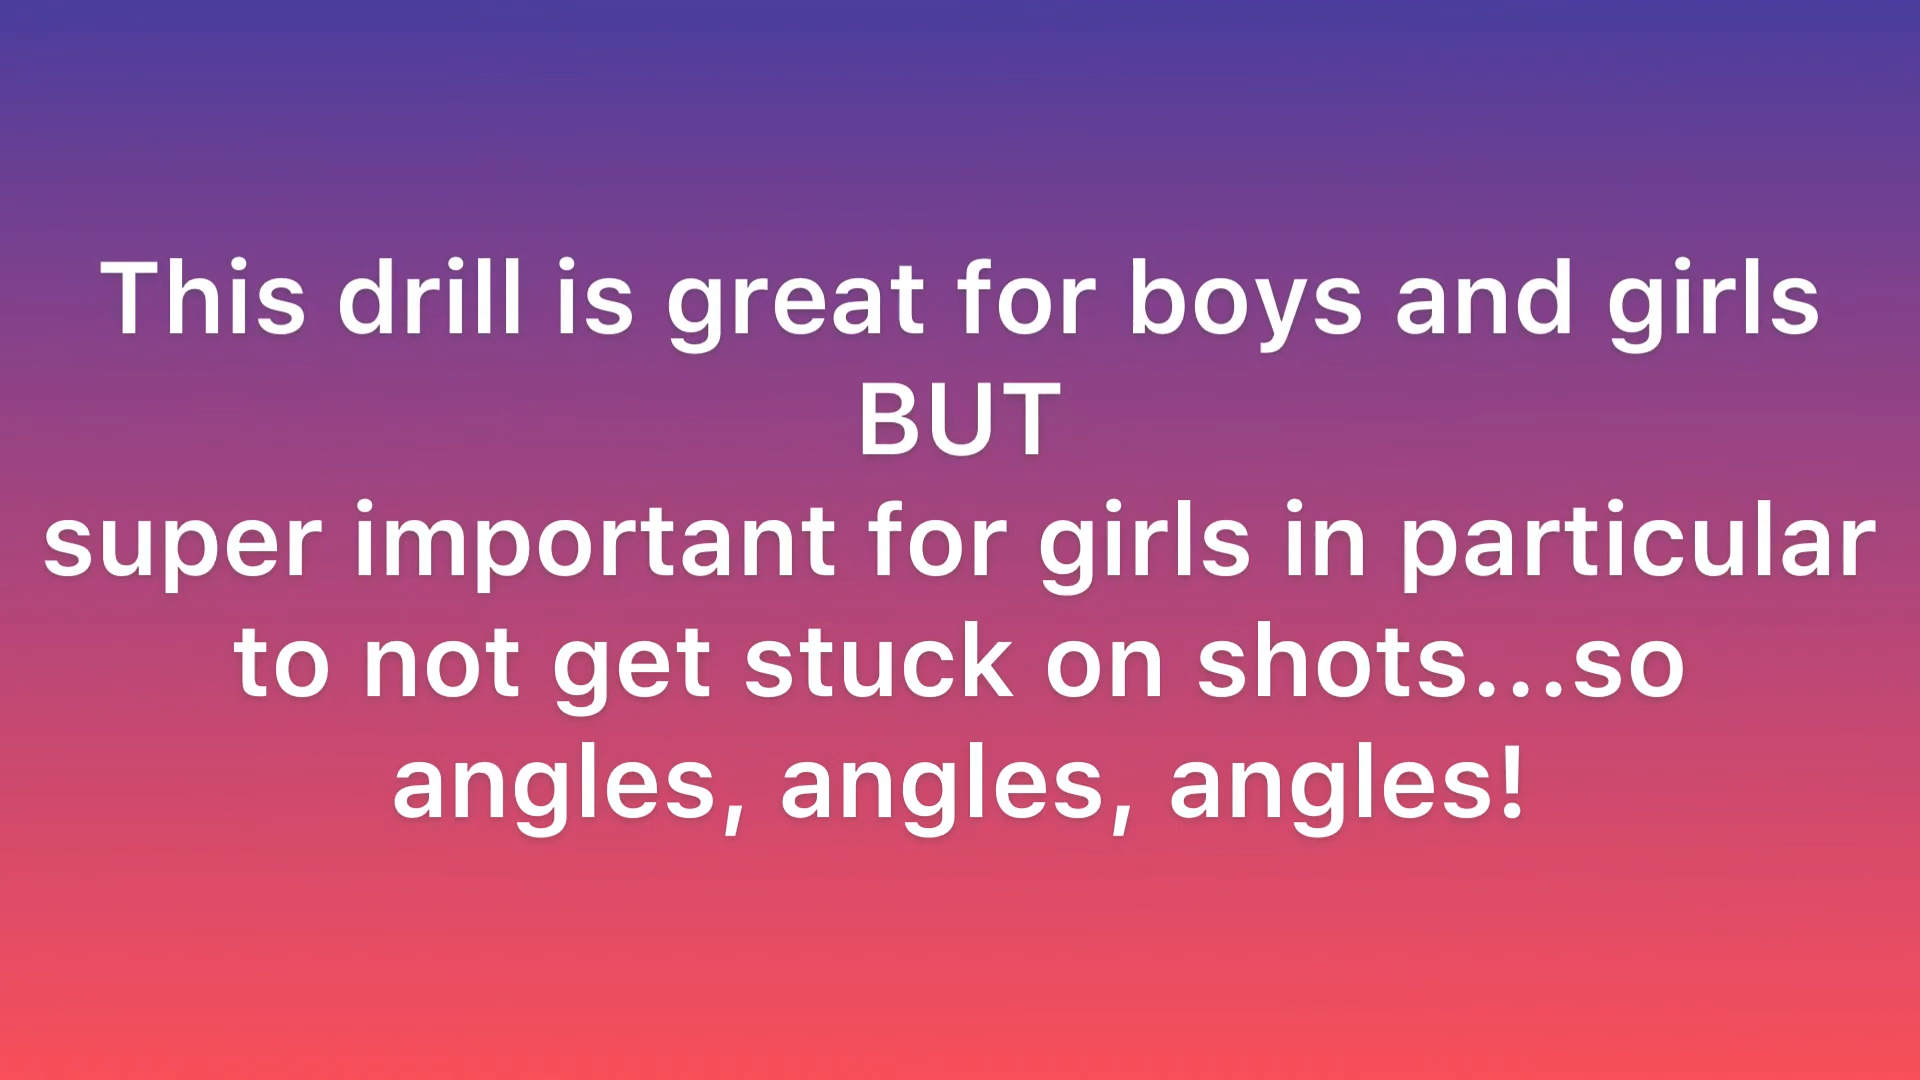 This drill is great for boys and girls
BUT
super important for girls in particular
to not get stuck on shots...so
angles, angles, angles!